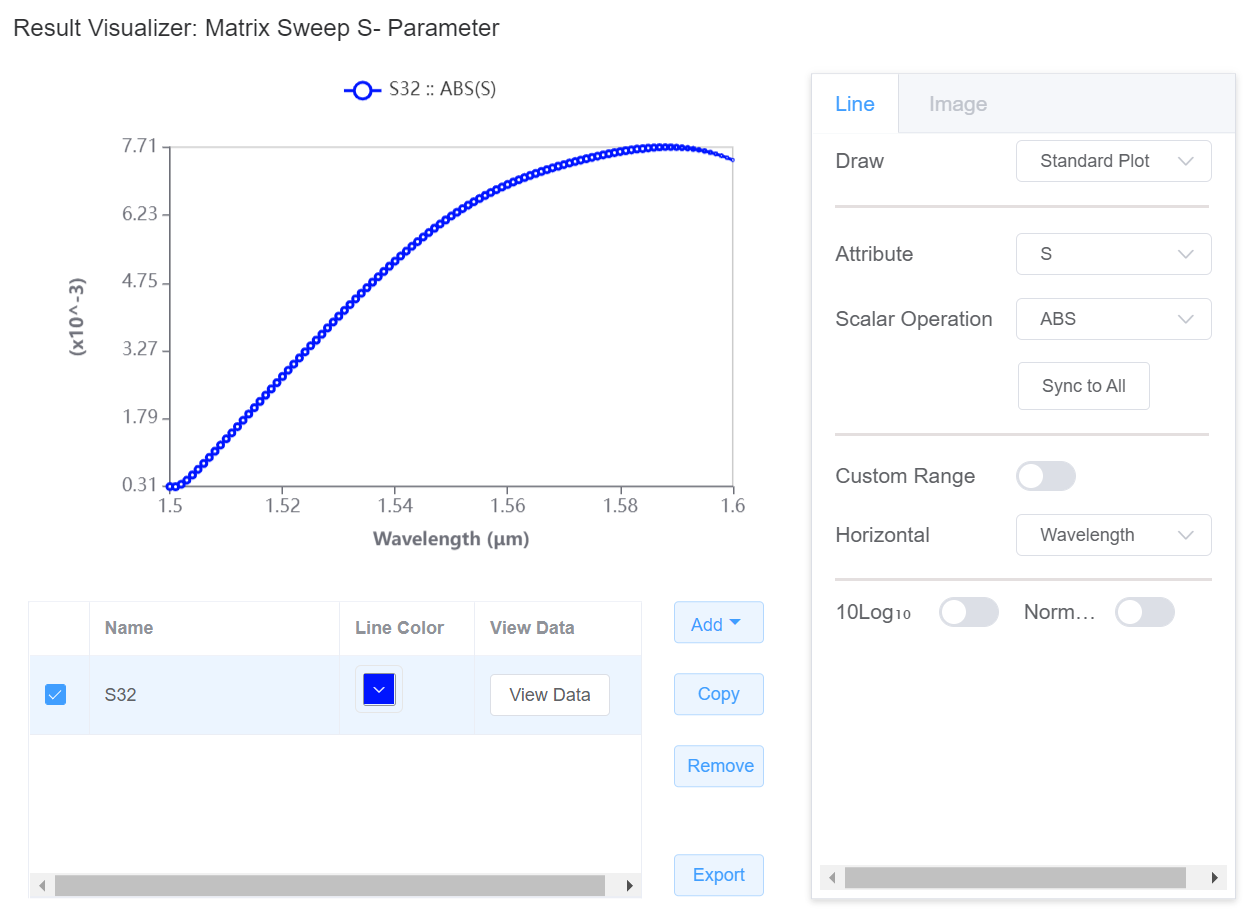 Result Visualizer: Matrix Sweep S- Parameter
S32 :: ABS(S)
7.71
6.23
4.75
3.27
1.79
0.31
(x10^-3)
1.5 1.52 1.54 1.56 1.58 1.6
Wavelength (μm)
Name Line Color View Data
S32 View Data
Add
Copy
Remove
Export
Line Image
Draw Standard Plot
Attribute S
Scalar Operation ABS
Sync to All
Custom Range
Horizontal Wavelength
10Log₁₀ Norm...